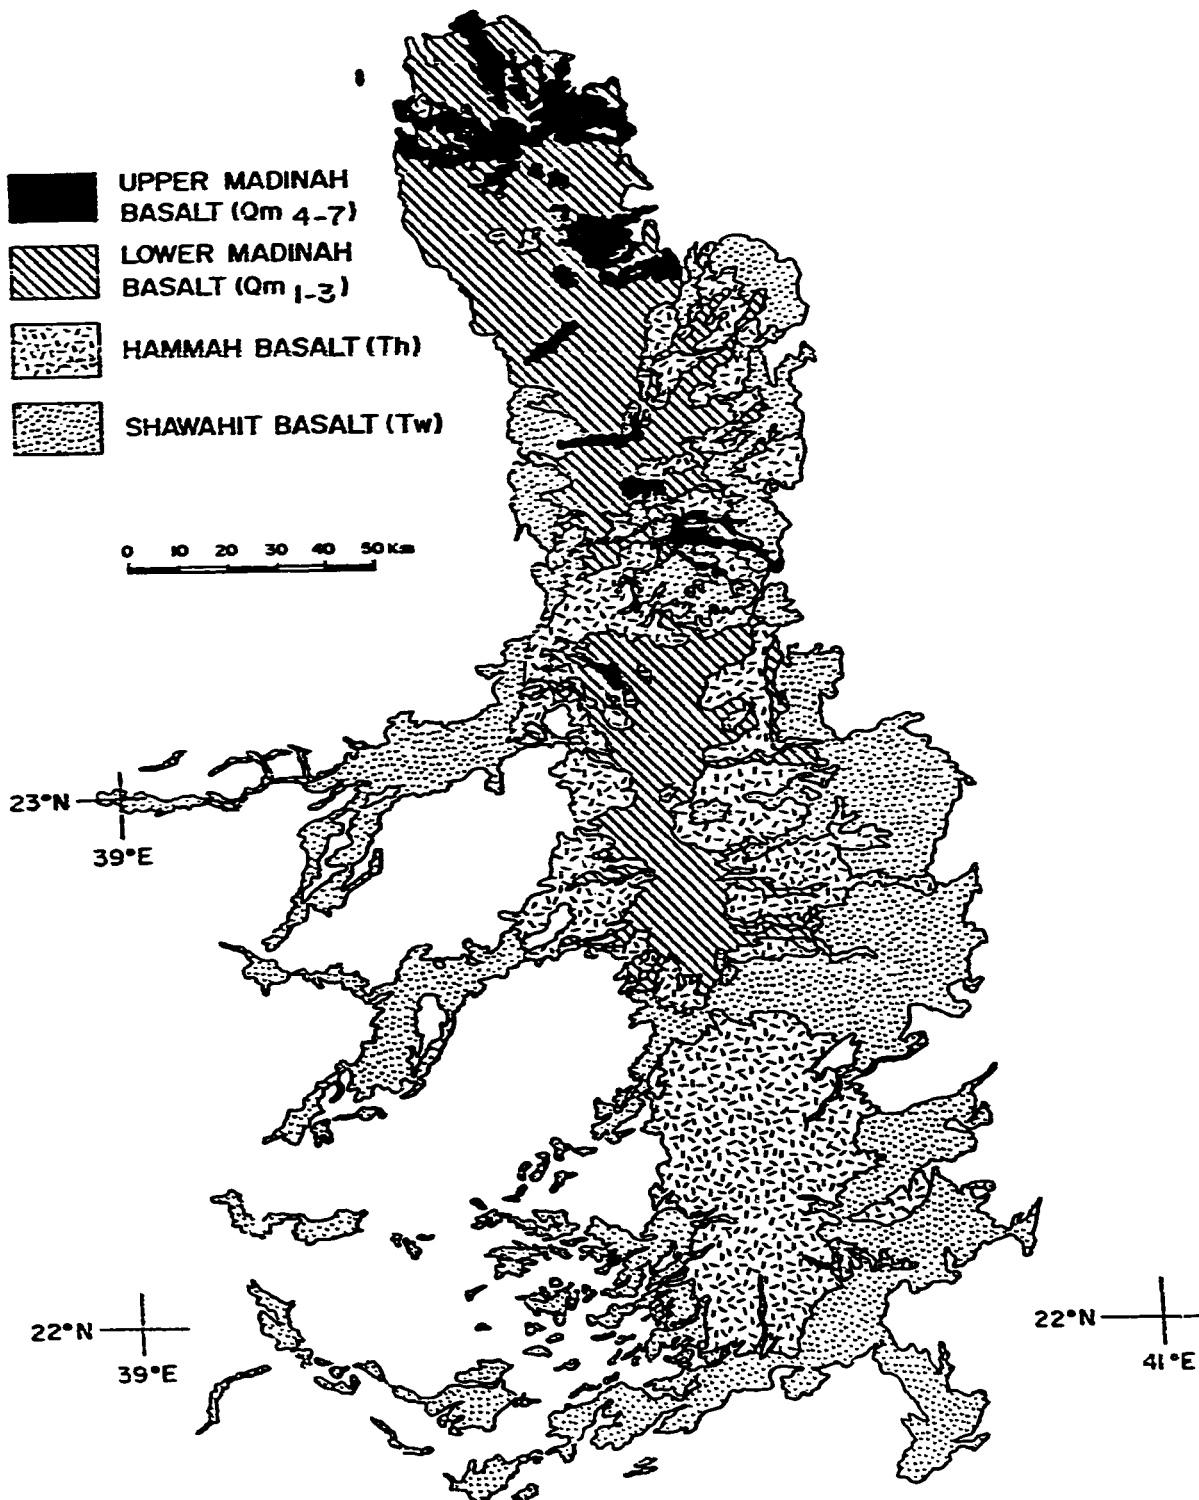 UPPER MADINAH
BASALT (Qm 4-7)
LOWER MADINAH
BASALT (Qm 1-3)
HAMMAH BASALT (Th)
SHAWAHIT BASALT (Tw)
0 10 20 30 40 50 Km
23°N
39°E
22°N
39°E
22°N
41°E